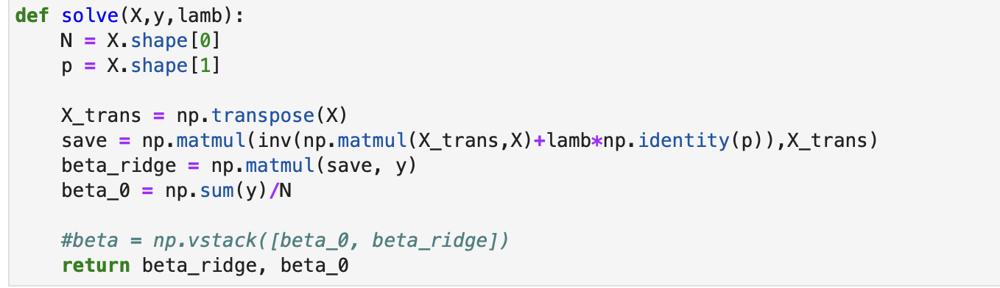 def solve(X,y,lamb):
    N = X.shape[0]
    p = X.shape[1]

    X_trans = np.transpose(X)
    save = np.matmul(inv(np.matmul(X_trans,X)+lamb*np.identity(p)),X_trans)
    beta_ridge = np.matmul(save, y)
    beta_0 = np.sum(y)/N

    #beta = np.vstack([beta_0, beta_ridge])
    return beta_ridge, beta_0